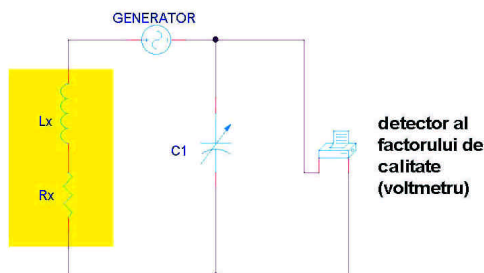 GENERATOR
Lx
C1
Rx
detector al
factorului de
calitate
(voltmetru)